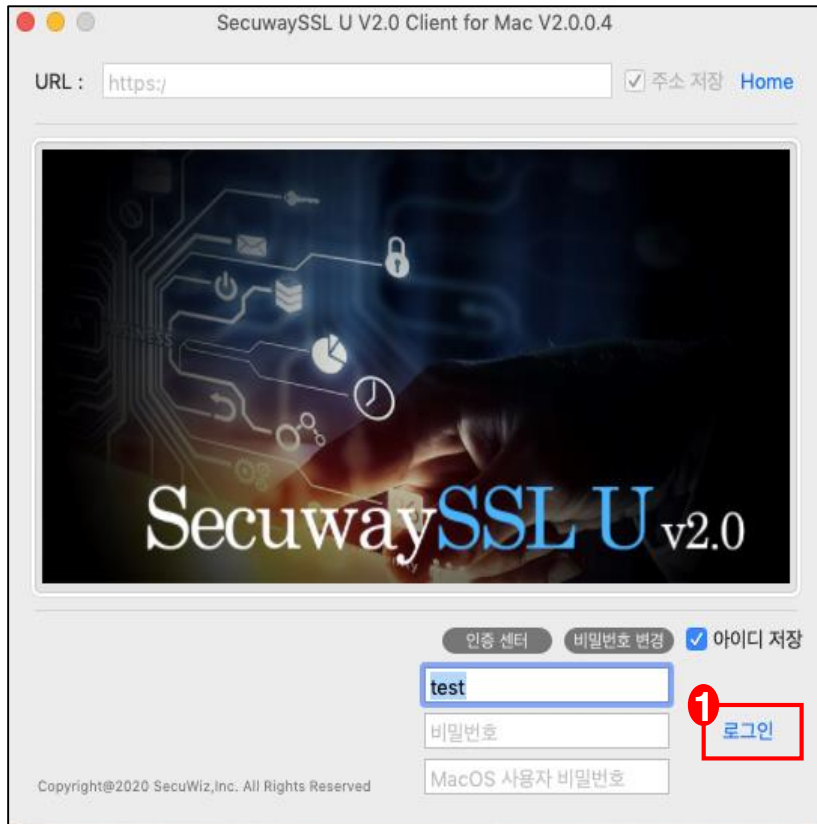 SecuwaySSL U V2.0 Client for Mac V2.0.0.4
URL : https:/ 주소 저장 Home
SecuwaySSL U v2.0
인증 센터 비밀번호 변경 아이디 저장
test
1
비밀번호 로그인
MacOS 사용자 비밀번호
Copyright@2020 SecuWiz,Inc. All Rights Reserved